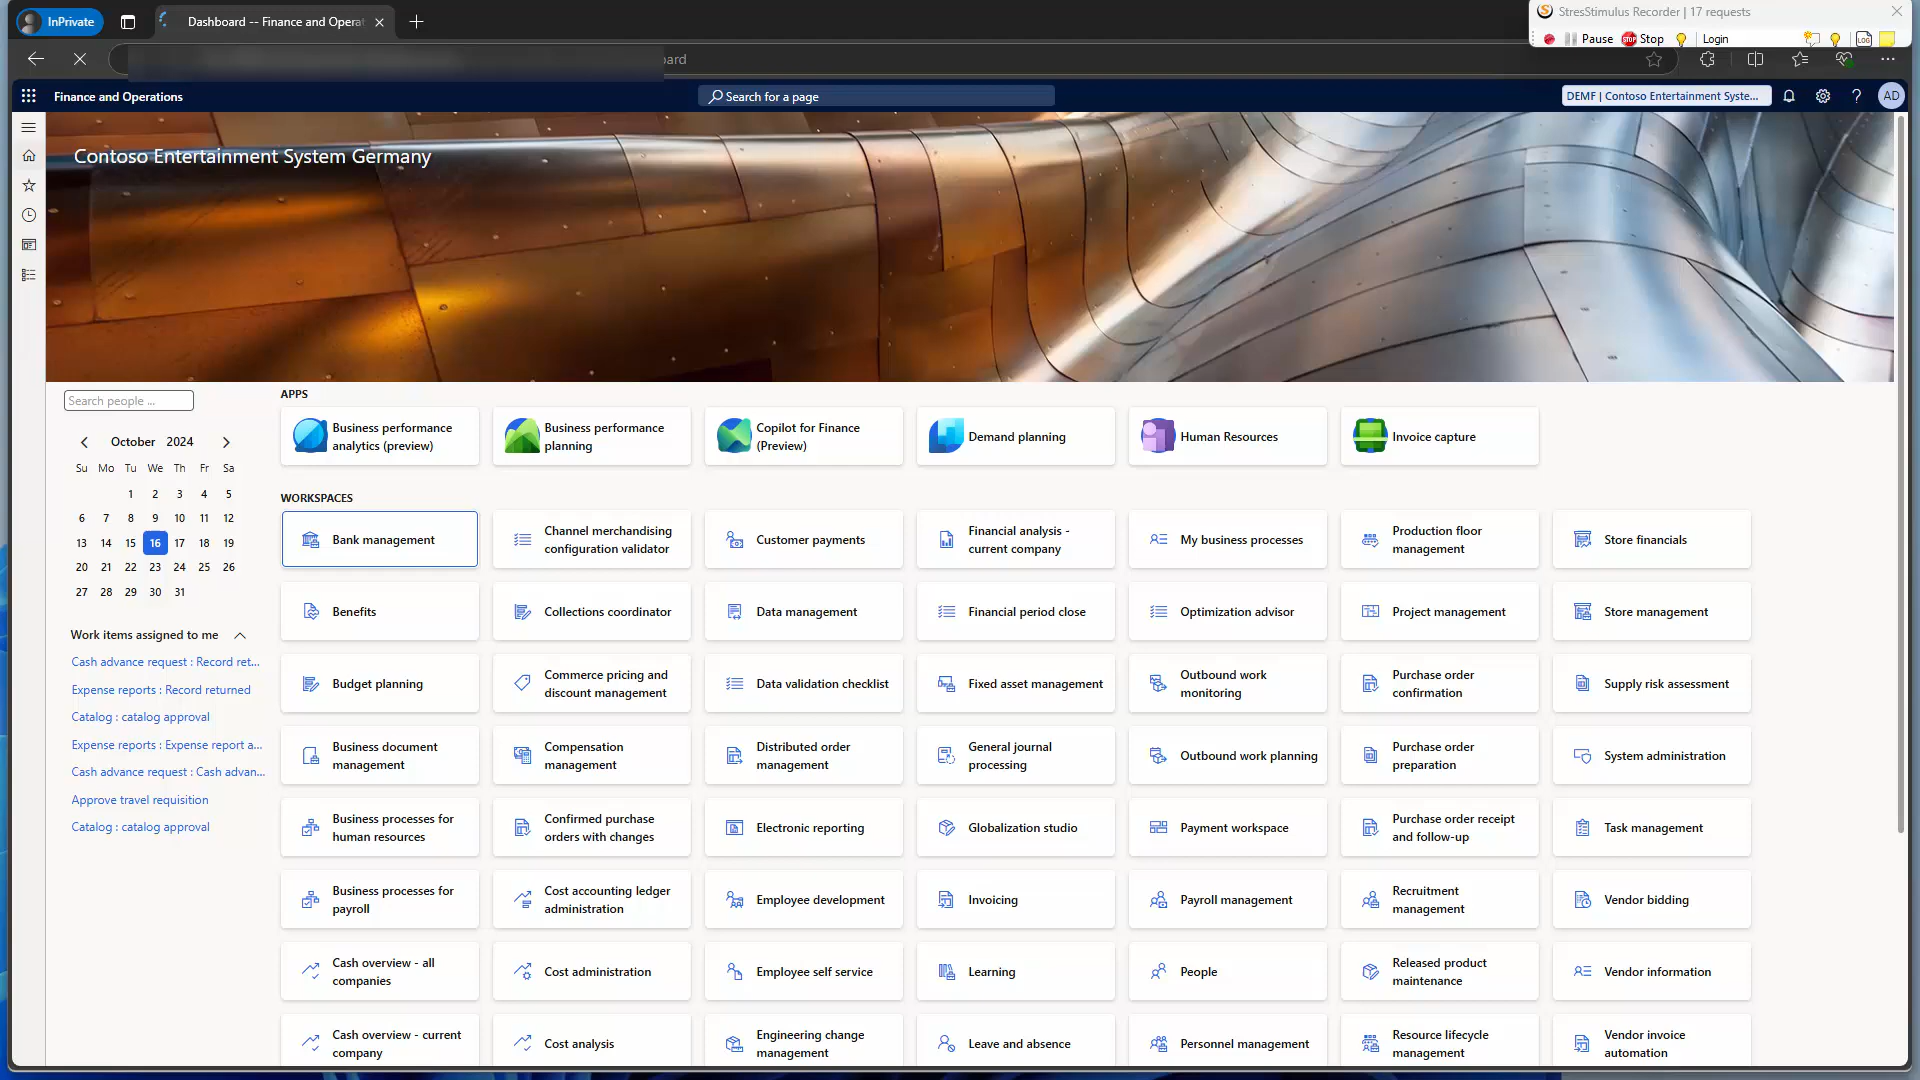 InPrivate
Dashboard -- Finance and Opera
StresStimulus Recorder | 17 requests
Pause Stop Login
ard
Finance and Operations
Search for a page
DEMF | Contoso Entertainment Syste...
AD
Contoso Entertainment System Germany
Search people ...
October 2024
Su Mo Tu We Th Fr Sa
1 2 3 4 5
6 7 8 9 10 11 12
13 14 15 16 17 18 19
20 21 22 23 24 25 26
27 28 29 30 31
Work items assigned to me
Cash advance request : Record ret...
Expense reports : Record returned
Catalog : catalog approval
Expense reports : Expense report a...
Cash advance request : Cash advan...
Approve travel requisition
Catalog : catalog approval
APPS
Business performance
analytics (preview)
Business performance
planning
Copilot for Finance
(Preview)
Demand planning
Human Resources
Invoice capture
WORKSPACES
Bank management
Channel merchandising
configuration validator
Customer payments
Financial analysis -
current company
My business processes
Production floor
management
Store financials
Benefits
Collections coordinator
Data management
Financial period close
Optimization advisor
Project management
Store management
Budget planning
Commerce pricing and
discount management
Data validation checklist
Fixed asset management
Outbound work
monitoring
Purchase order
confirmation
Supply risk assessment
Business document
management
Compensation
management
Distributed order
management
General journal
processing
Outbound work planning
Purchase order
preparation
System administration
Business processes for
human resources
Confirmed purchase
orders with changes
Electronic reporting
Globalization studio
Payment workspace
Purchase order receipt
and follow-up
Task management
Business processes for
payroll
Cost accounting ledger
administration
Employee development
Invoicing
Payroll management
Recruitment
management
Vendor bidding
Cash overview - all
companies
Cost administration
Employee self service
Learning
People
Released product
maintenance
Vendor information
Cash overview - current
company
Cost analysis
Engineering change
management
Leave and absence
Personnel management
Resource lifecycle
management
Vendor invoice
automation